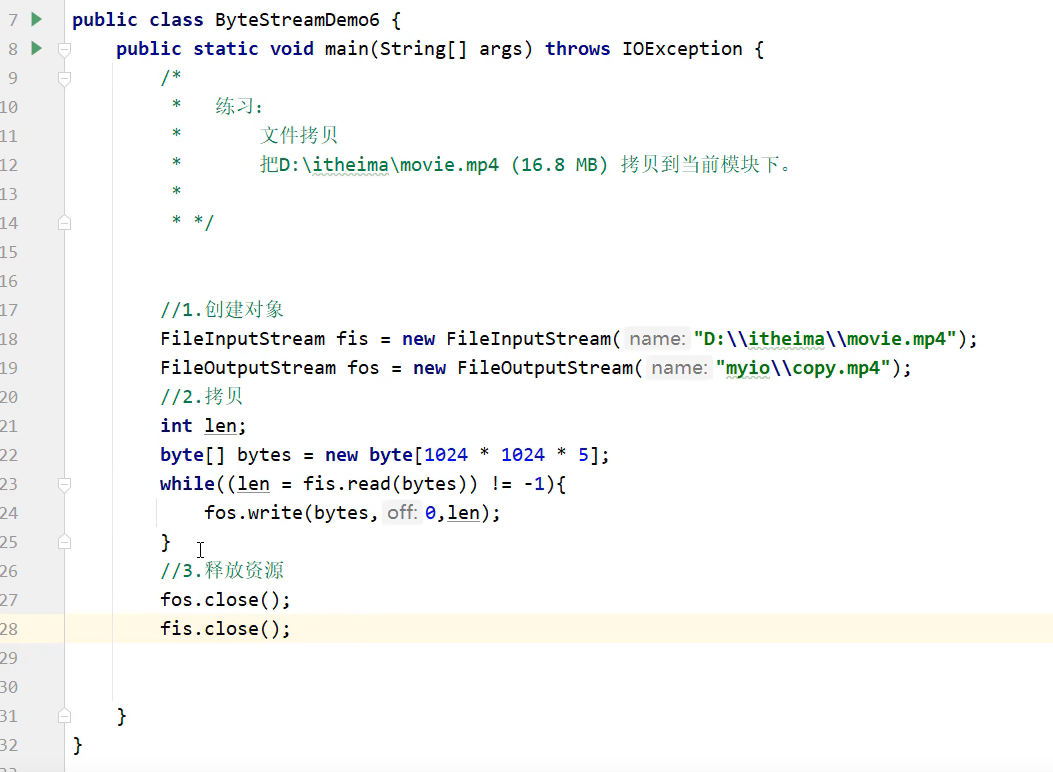 7 public class ByteStreamDemo6 {
8 public static void main(String[] args) throws IOException {
9 /*
10 * 练习：
11 * 文件拷贝
12 * 把D:\itheima\movie.mp4 (16.8 MB) 拷贝到当前模块下。
13 *
14 * */
15
16
17 //1.创建对象
18 FileInputStream fis = new FileInputStream( name: "D:\\itheima\\movie.mp4");
19 FileOutputStream fos = new FileOutputStream( name: "myio\\copy.mp4");
20 //2.拷贝
21 int len;
22 byte[] bytes = new byte[1024 * 1024 * 5];
23 while((len = fis.read(bytes)) != -1){
24 fos.write(bytes, off: 0,len);
25 }
26 //3.释放资源
27 fos.close();
28 fis.close();
29
30
31 }
32 }